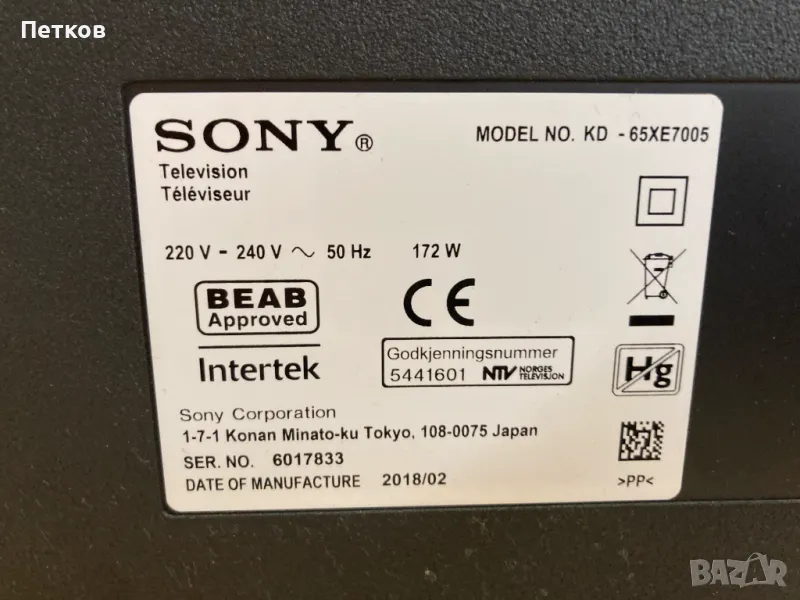 Петков
SONY®
MODEL NO. KD - 65XE7005
Television
Téléviseur
220 V - 240 V ~ 50 Hz 172 W
BEAB
Approved
CE
Intertek
Godkjenningsnummer
5441601 NTV NORGES
TELEVISJON
Hg
Sony Corporation
1-7-1 Konan Minato-ku Tokyo, 108-0075 Japan
SER. NO. 6017833
DATE OF MANUFACTURE 2018/02
>PP<
BAZAR